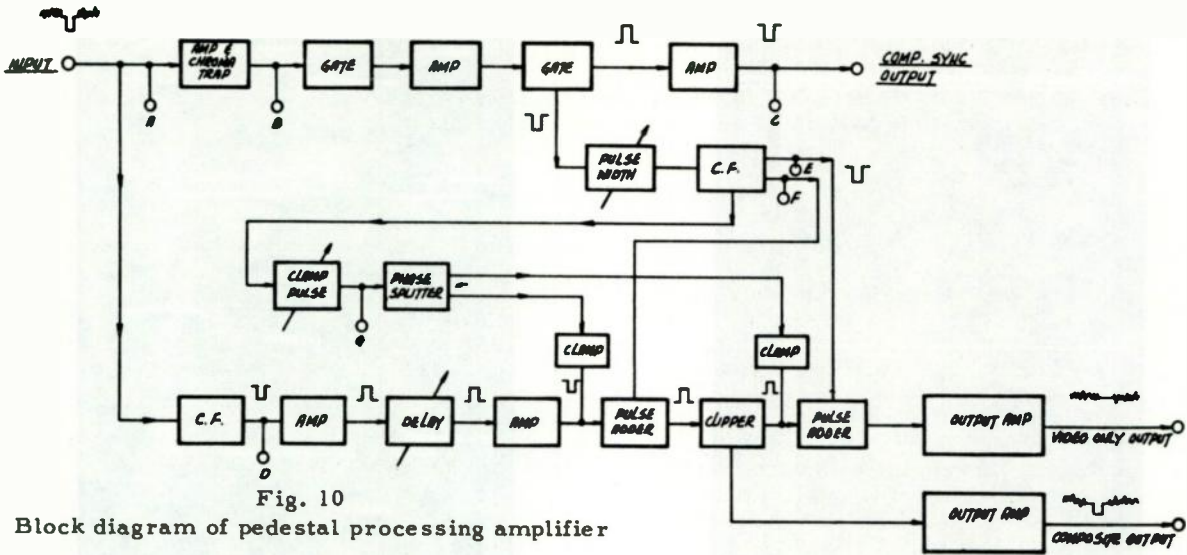 INPUT
AMP &
CHROMA
TRAP
GATE
AMP
GATE
AMP
COMP. SYNC
OUTPUT
A
B
C
PULSE
WIDTH
C.F.
E
F
CLAMP
PULSE
PHASE
SPLITTER
G
CLAMP
CLAMP
C.F.
AMP
DELAY
AMP
PULSE
ADDER
CLIPPER
PULSE
ADDER
OUTPUT AMP
VIDEO ONLY OUTPUT
D
OUTPUT AMP
COMPOSITE OUTPUT
Fig. 10
Block diagram of pedestal processing amplifier